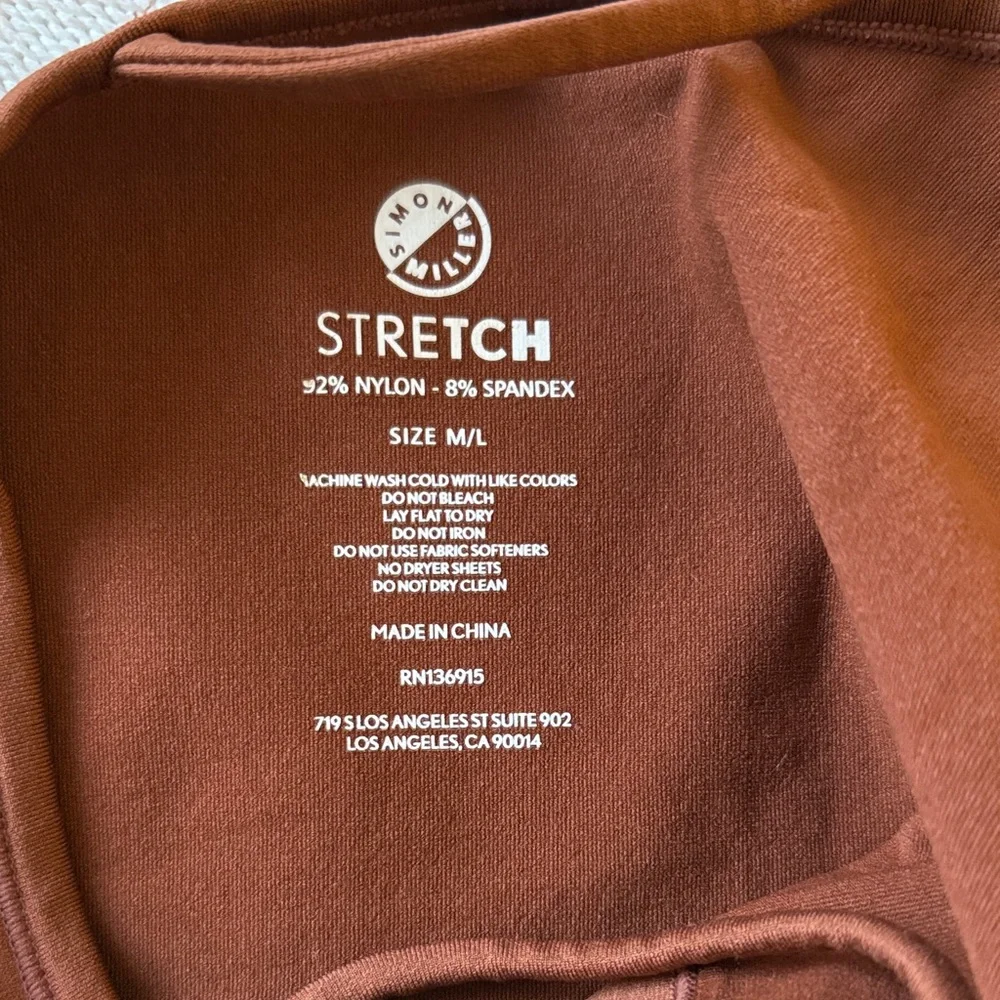 SIMON
MILLER
STRETCH
92% NYLON - 8% SPANDEX
SIZE M/L
MACHINE WASH COLD WITH LIKE COLORS
DO NOT BLEACH
LAY FLAT TO DRY
DO NOT IRON
DO NOT USE FABRIC SOFTENERS
NO DRYER SHEETS
DO NOT DRY CLEAN
MADE IN CHINA
RN136915
719 S LOS ANGELES ST SUITE 902
LOS ANGELES, CA 90014